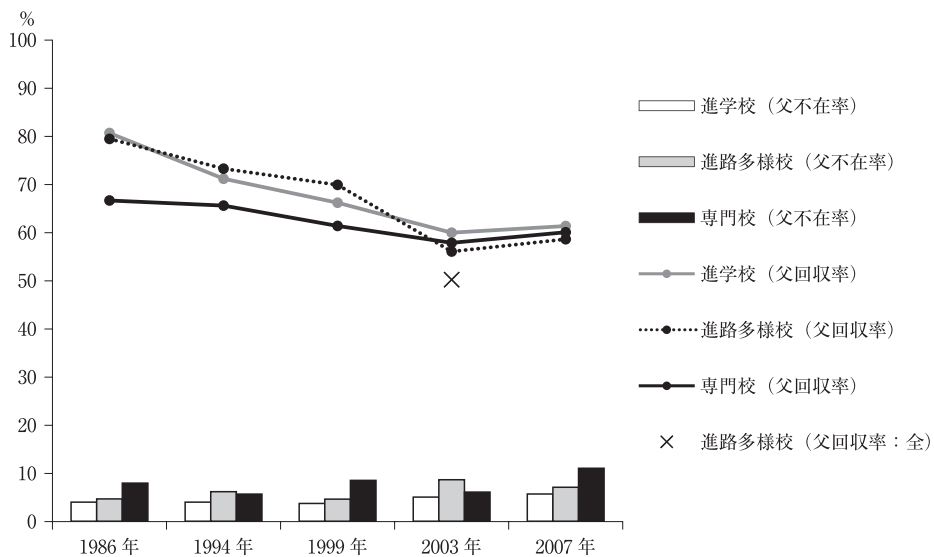 %
100
90
80
70
60
50
40
30
20
10
0
1986 年
1994 年
1999 年
2003 年
2007 年
進学校（父不在率）
進路多様校（父不在率）
専門校（父不在率）
進学校（父回収率）
進路多様校（父回収率）
専門校（父回収率）
進路多様校（父回収率：全）